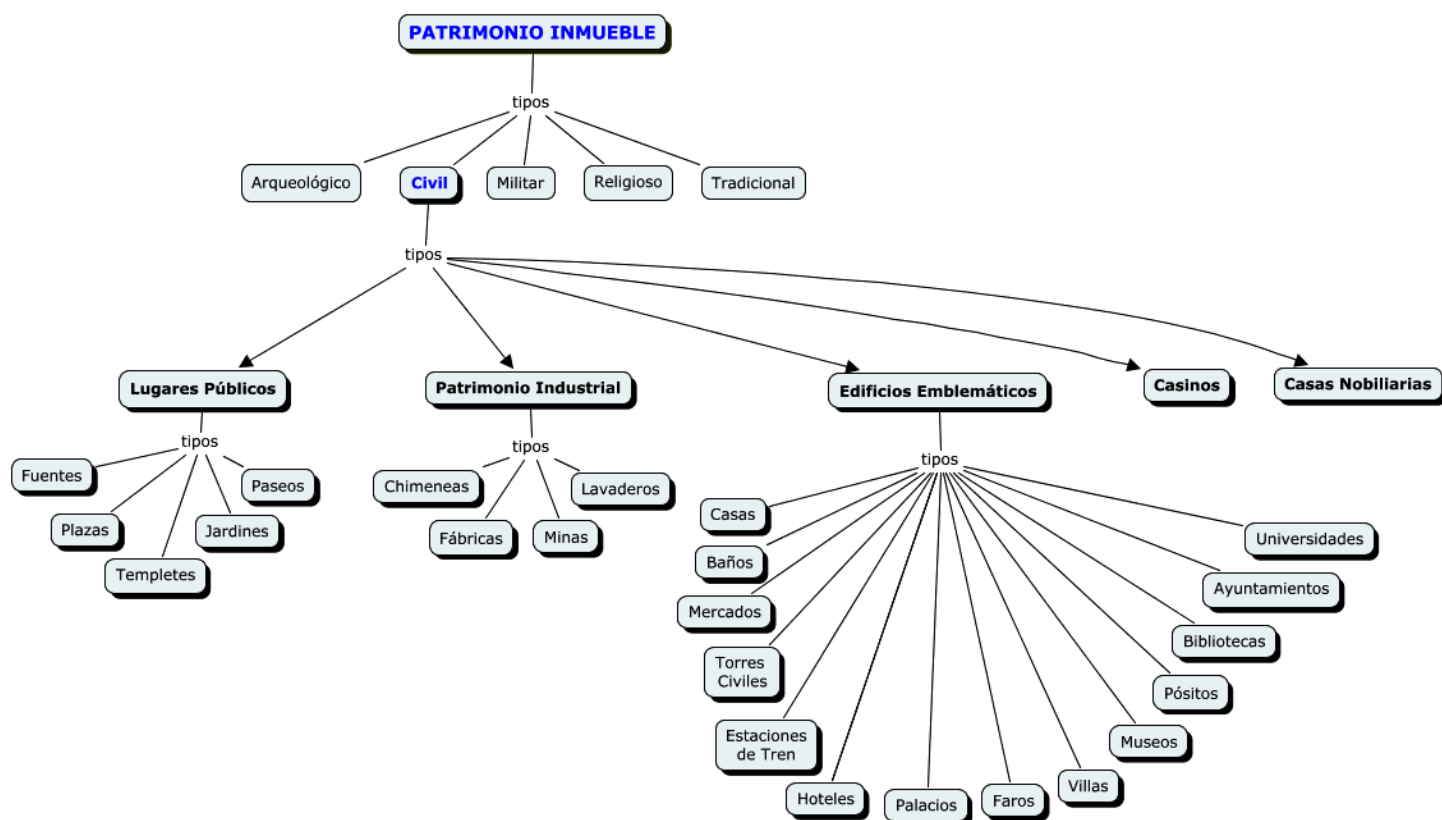 PATRIMONIO INMUEBLE
tipos
Arqueológico
Civil
Militar
Religioso
Tradicional
tipos
Lugares Públicos
Patrimonio Industrial
Edificios Emblemáticos
Casinos
Casas Nobiliarias
tipos
Fuentes
Plazas
Templetes
Jardines
Paseos
tipos
Chimeneas
Fábricas
Minas
Lavaderos
tipos
Casas
Baños
Mercados
Torres
Civiles
Estaciones
de Tren
Hoteles
Palacios
Faros
Villas
Museos
Pósitos
Bibliotecas
Ayuntamientos
Universidades